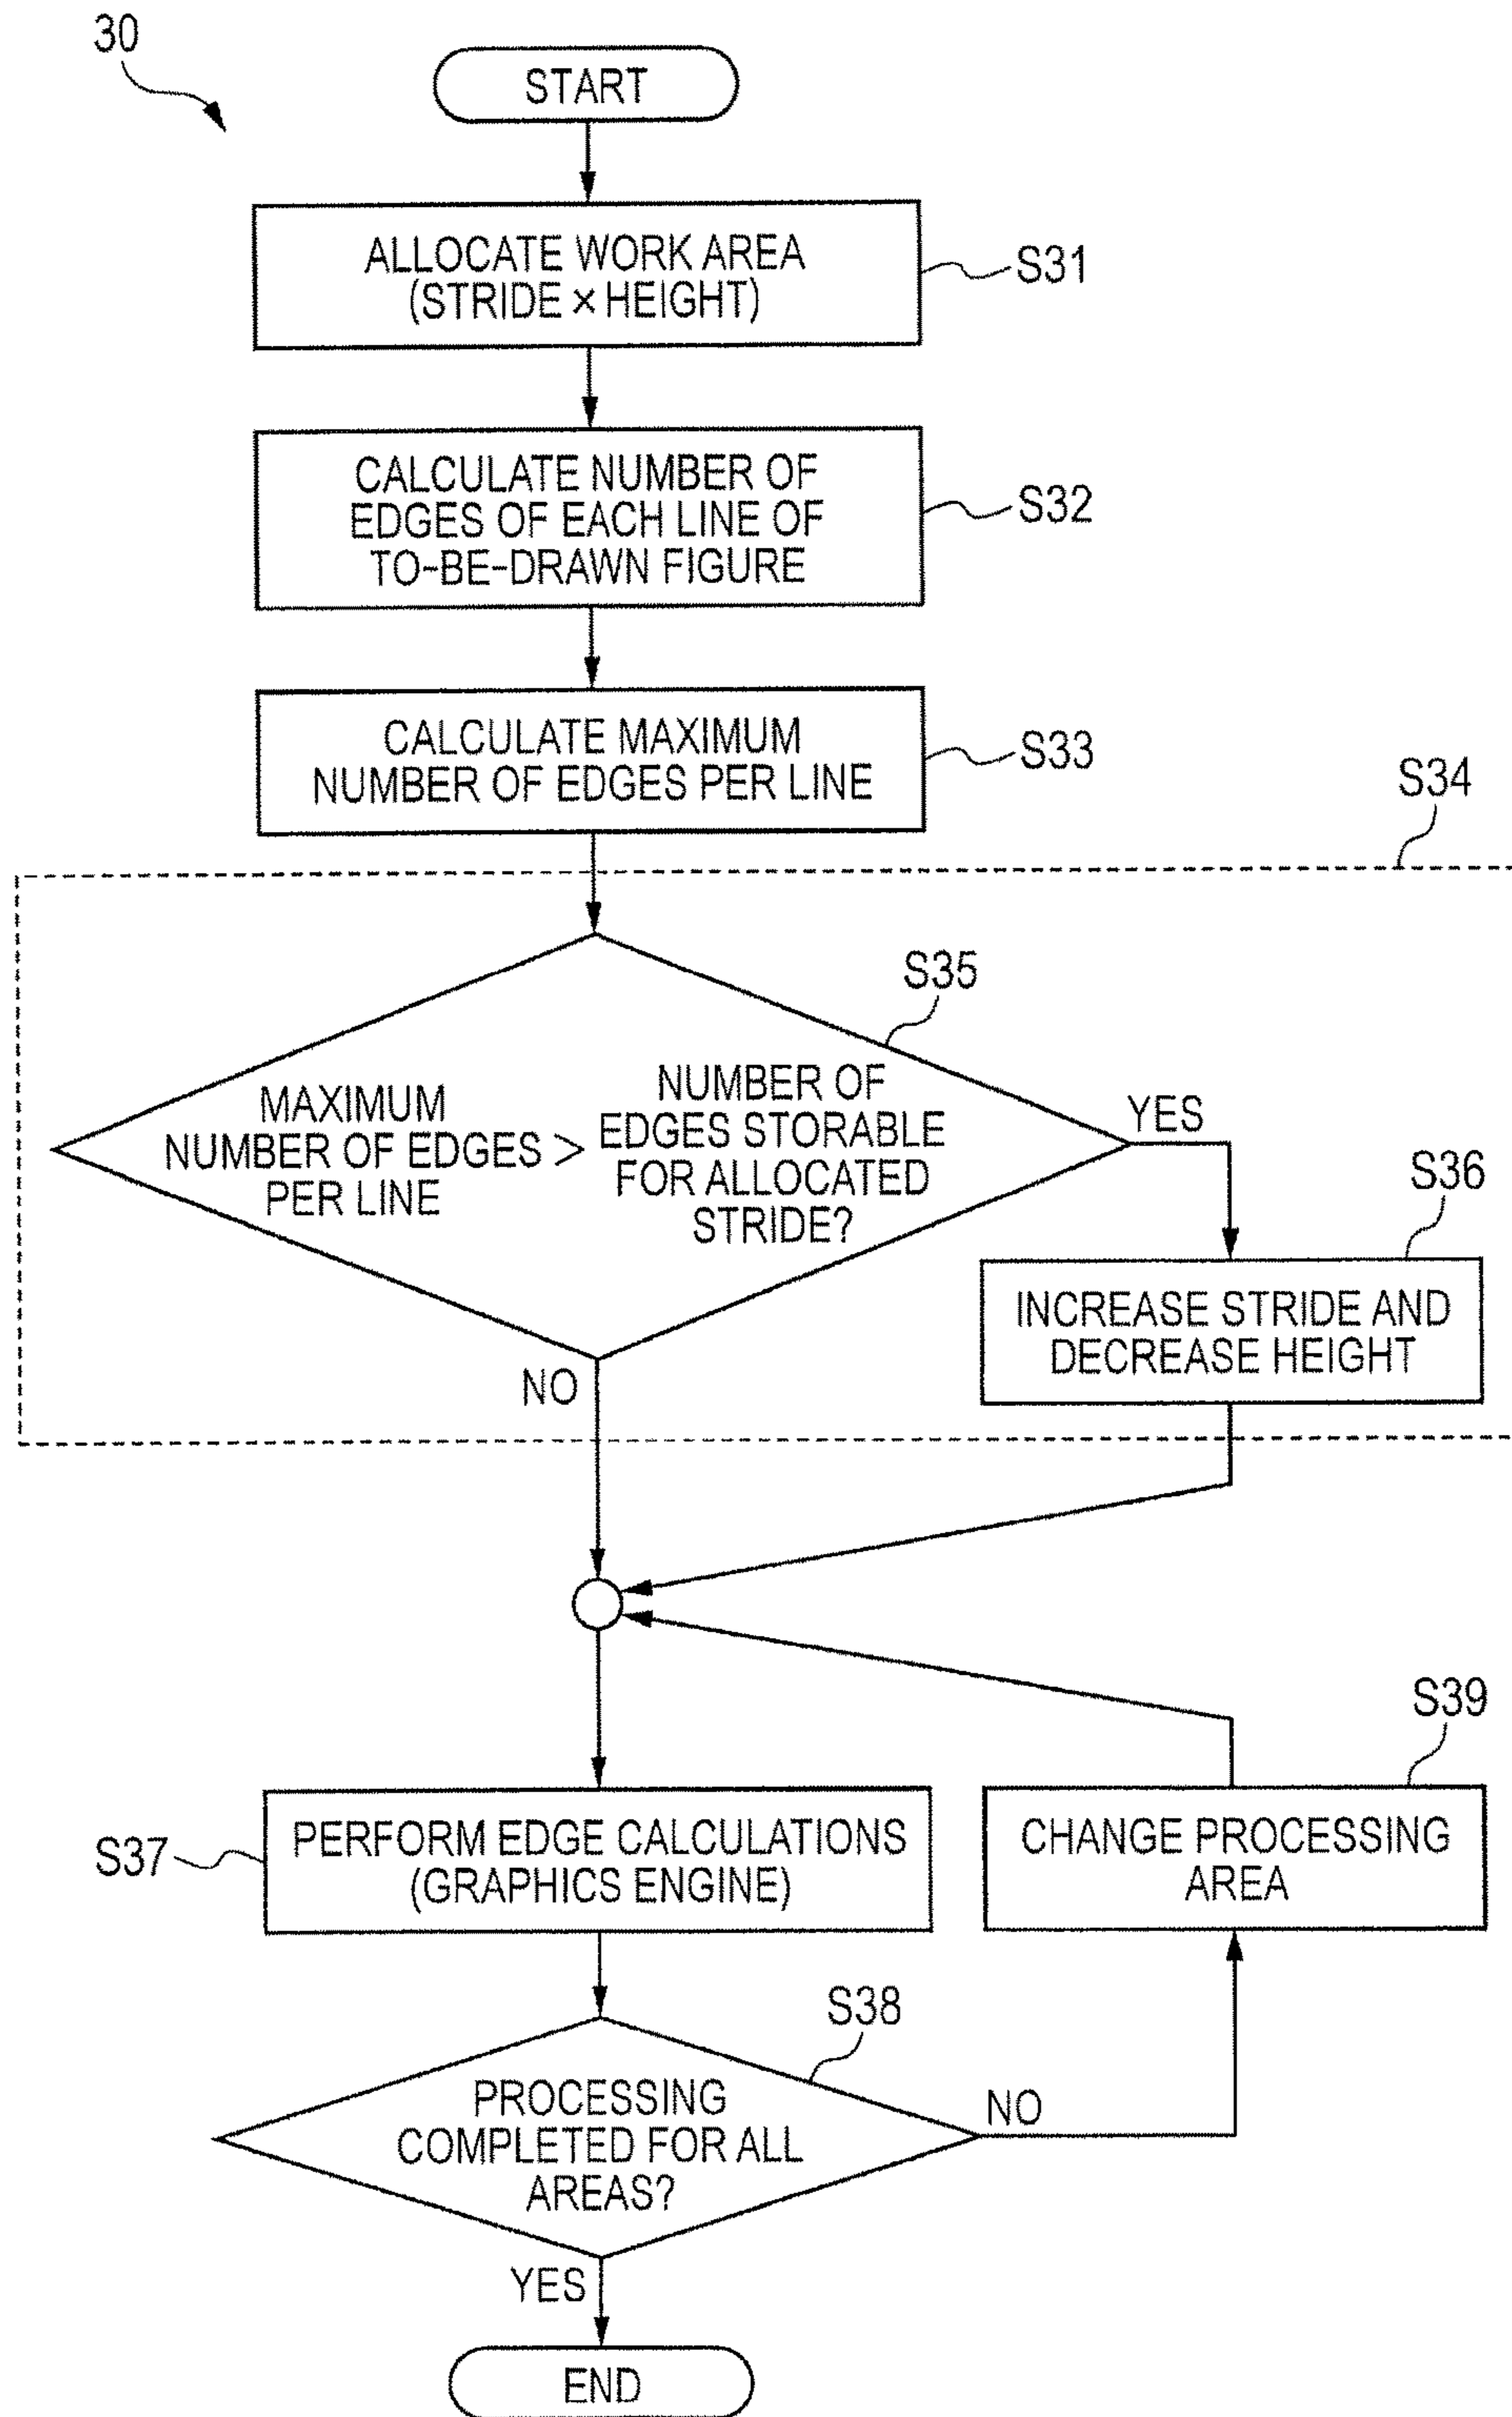 30
START
ALLOCATE WORK AREA
(STRIDE × HEIGHT)
S31
CALCULATE NUMBER OF
EDGES OF EACH LINE OF
TO-BE-DRAWN FIGURE
S32
CALCULATE MAXIMUM
NUMBER OF EDGES PER LINE
S33
S34
S35
MAXIMUM
NUMBER OF EDGES >
PER LINE
NUMBER OF
EDGES STORABLE
FOR ALLOCATED
STRIDE?
YES
S36
INCREASE STRIDE AND
DECREASE HEIGHT
NO
S37
PERFORM EDGE CALCULATIONS
(GRAPHICS ENGINE)
S39
CHANGE PROCESSING
AREA
S38
PROCESSING
COMPLETED FOR ALL
AREAS?
NO
YES
END